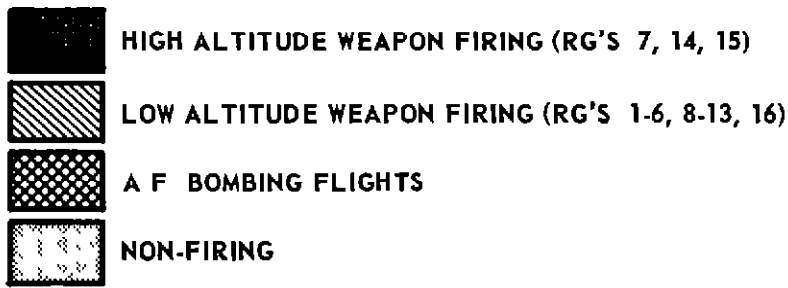 HIGH ALTITUDE WEAPON FIRING (RG'S 7, 14, 15)
LOW ALTITUDE WEAPON FIRING (RG'S 1-6, 8-13, 16)
A F BOMBING FLIGHTS
NON-FIRING